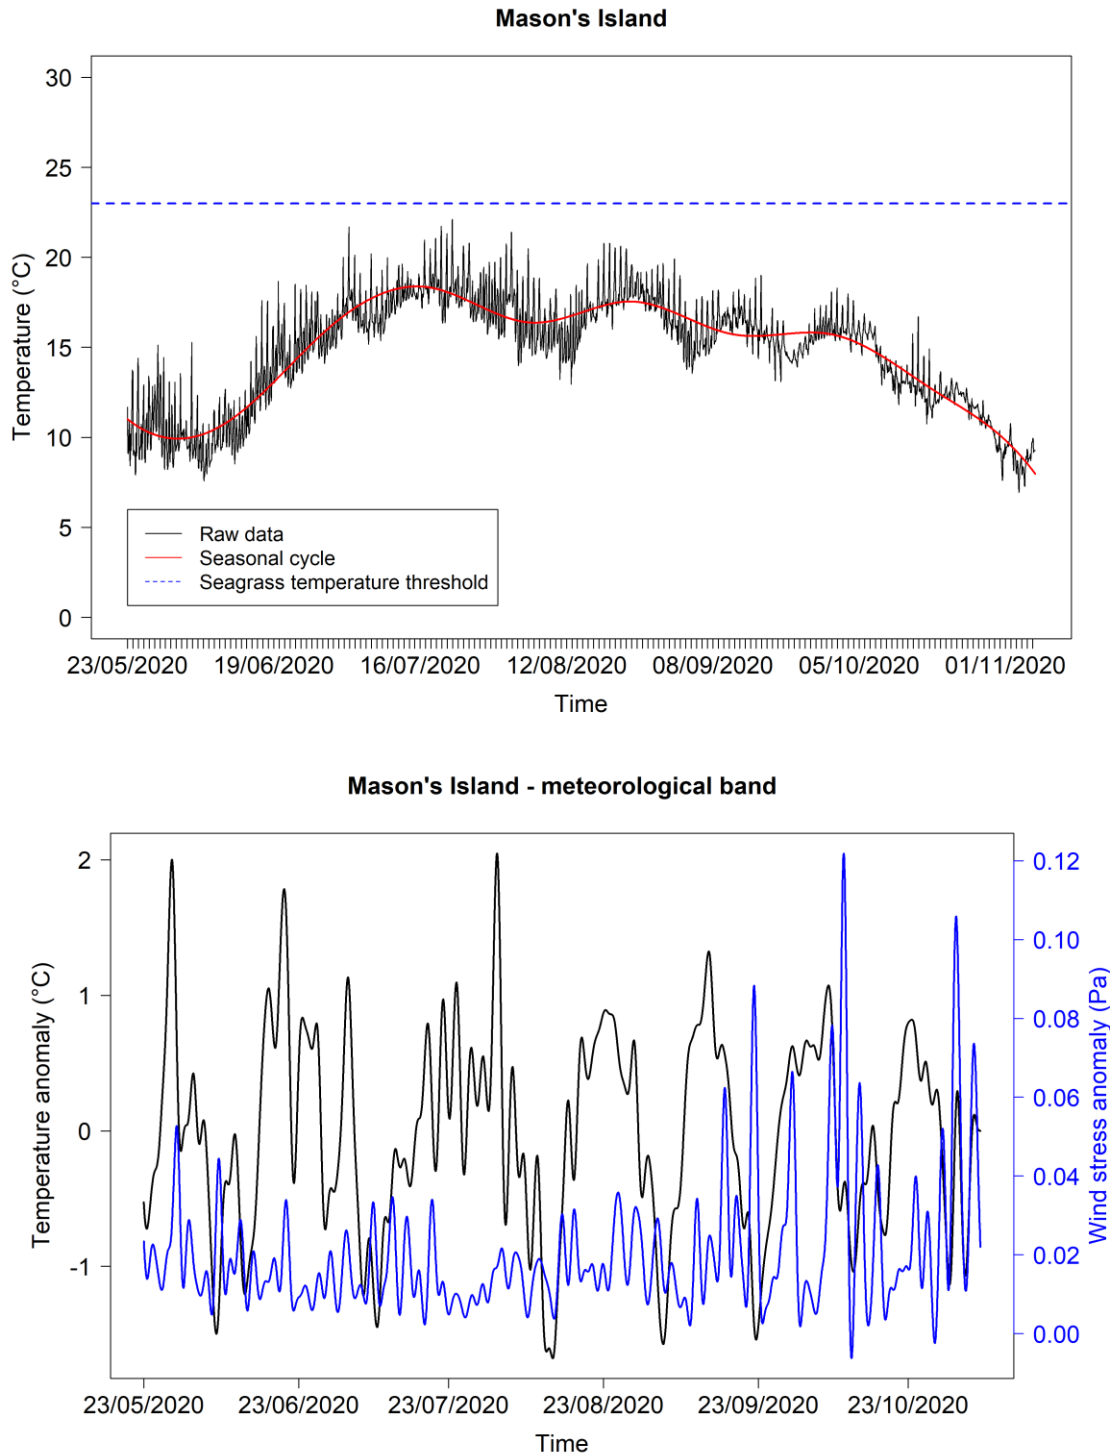 Mason's Island
30
25
20
15
10
5
0
Temperature (°C)
Raw data
Seasonal cycle
Seagrass temperature threshold
23/05/2020 19/06/2020 16/07/2020 12/08/2020 08/09/2020 05/10/2020 01/11/2020
Time
Mason's Island - meteorological band
2
1
0
-1
Temperature anomaly (°C)
0.12
0.10
0.08
0.06
0.04
0.02
0.00
Wind stress anomaly (Pa)
23/05/2020 23/06/2020 23/07/2020 23/08/2020 23/09/2020 23/10/2020
Time